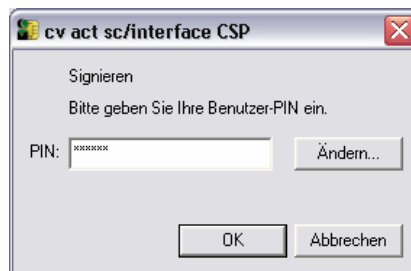 cv act sc/interface CSP
Signieren
Bitte geben Sie Ihre Benutzer-PIN ein.
PIN: ****** Ändern...
OK Abbrechen